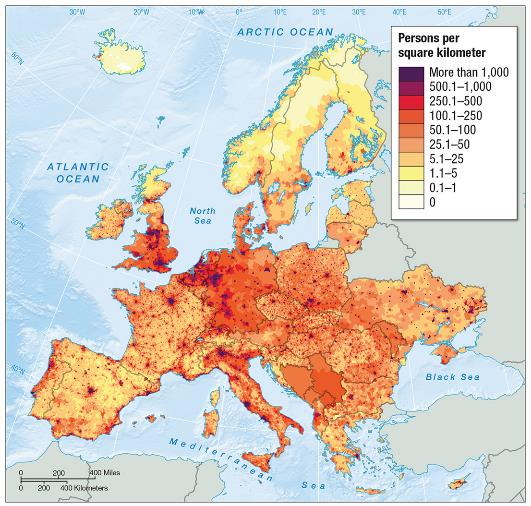 30°W
20°W
10°W
0°
10°E
20°E
30°E
40°E
50°E
ARCTIC OCEAN
60°N
Persons per
square kilometer
More than 1,000
500.1–1,000
250.1–500
100.1–250
50.1–100
25.1–50
5.1–25
1.1–5
0.1–1
0
ATLANTIC
OCEAN
North
Sea
50°N
40°N
Black Sea
Mediterranean
Sea
0 200 400 Miles
0 200 400 Kilometers